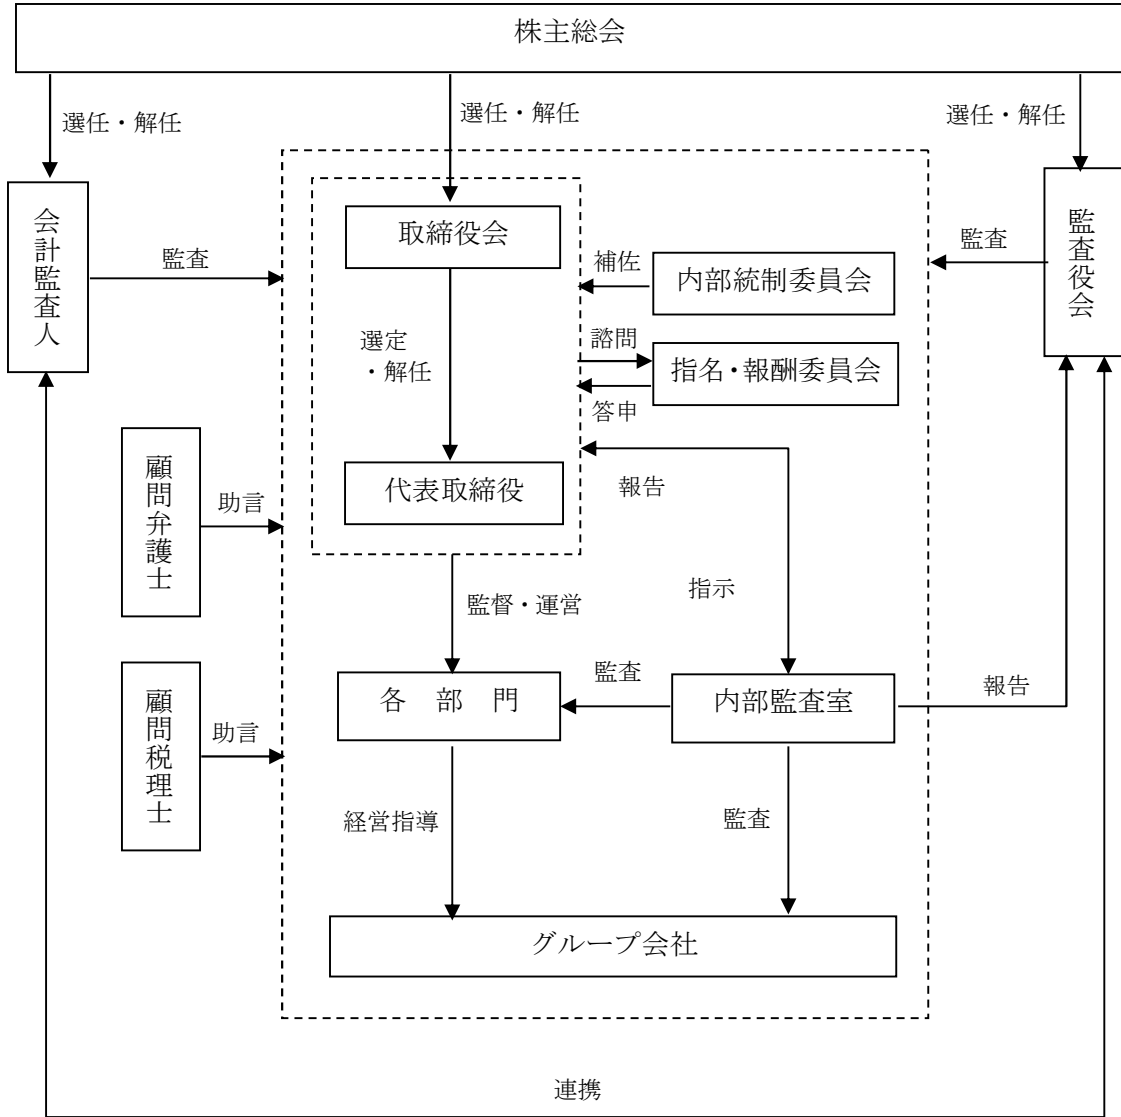 株主総会
選任・解任
選任・解任
選任・解任
会計監査人
監査
取締役会
補佐
内部統制委員会
監査
監査役会
選定
・解任
諮問
指名・報酬委員会
答申
代表取締役
報告
顧問弁護士
助言
監督・運営
指示
顧問税理士
助言
各 部 門
監査
内部監査室
報告
経営指導
監査
グループ会社
連携